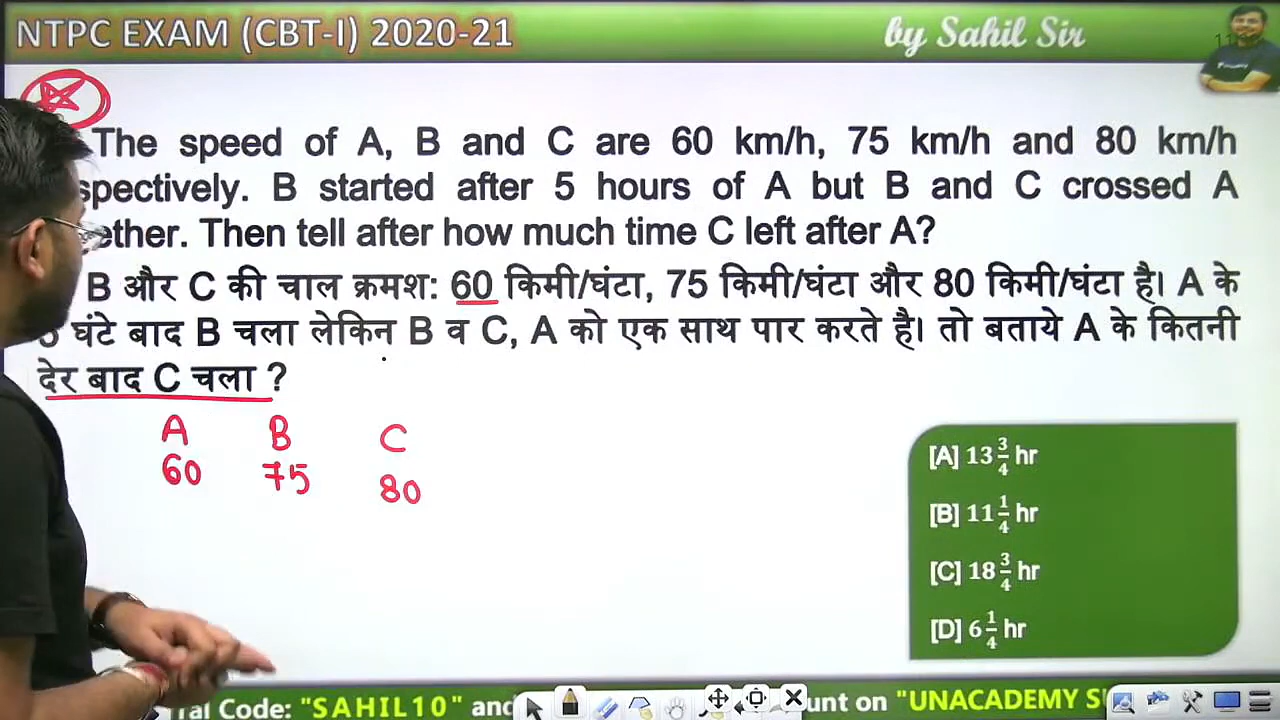 NTPC EXAM (CBT-I) 2020-21
by Sahil Sir
The speed of A, B and C are 60 km/h, 75 km/h and 80 km/h
spectively. B started after 5 hours of A but B and C crossed A
ether. Then tell after how much time C left after A?
B और C की चाल क्रमश: 60 किमी/घंटा, 75 किमी/घंटा और 80 किमी/घंटा है। A के
घंटे बाद B चला लेकिन B व C, A को एक साथ पार करते है। तो बताये A के कितनी
देर बाद C चला ?
A B C
60 75 80
[A] 13 3/4 hr
[B] 11 1/4 hr
[C] 18 3/4 hr
[D] 6 1/4 hr
al Code: "SAHIL10" and
unt on "UNACADEMY S